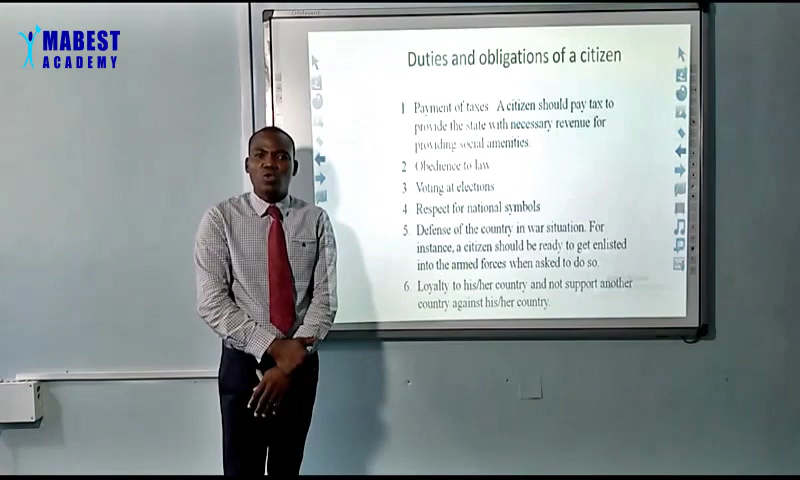 MABEST
ACADEMY
Duties and obligations of a citizen
1 Payment of taxes A citizen should pay tax to
provide the state with necessary revenue for
providing social amenities.
2 Obedience to law
3 Voting at elections
4 Respect for national symbols
5. Defense of the country in war situation. For
instance, a citizen should be ready to get enlisted
into the armed forces when asked to do so.
6. Loyalty to his/her country and not support another
country against his/her country.